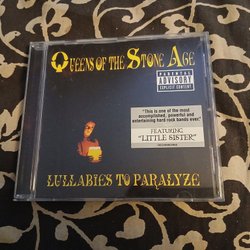 QUEENS OF THE STONE AGE
PARENTAL
ADVISORY
EXPLICIT CONTENT
"This is one of the most
accomplished, powerful and
entertaining hard rock bands ever."
FEATURING
"LITTLE SISTER"
LULLABIES TO PARALYZE